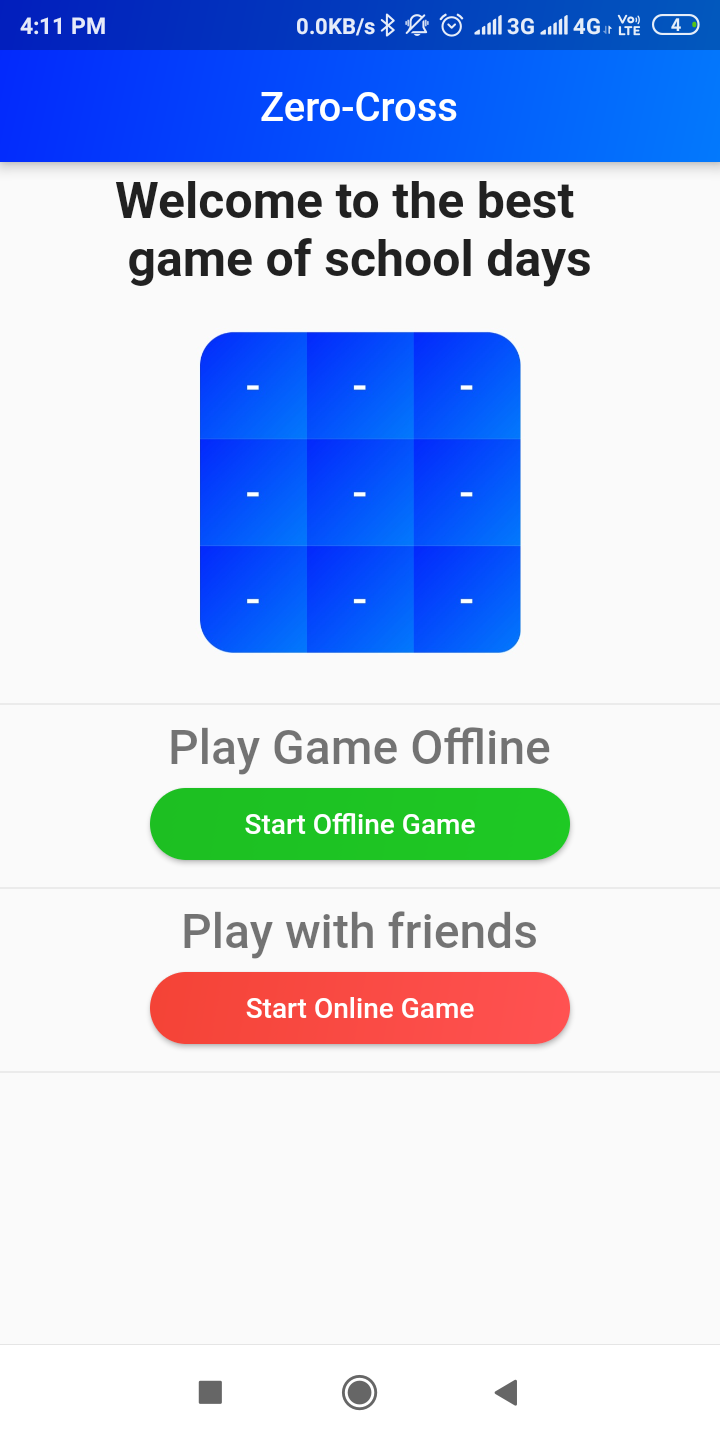 4:11 PM 0.0KB/s 3G 4G Vo LTE 4
Zero-Cross
Welcome to the best
game of school days
- - -
- - -
- - -
Play Game Offline
Start Offline Game
Play with friends
Start Online Game